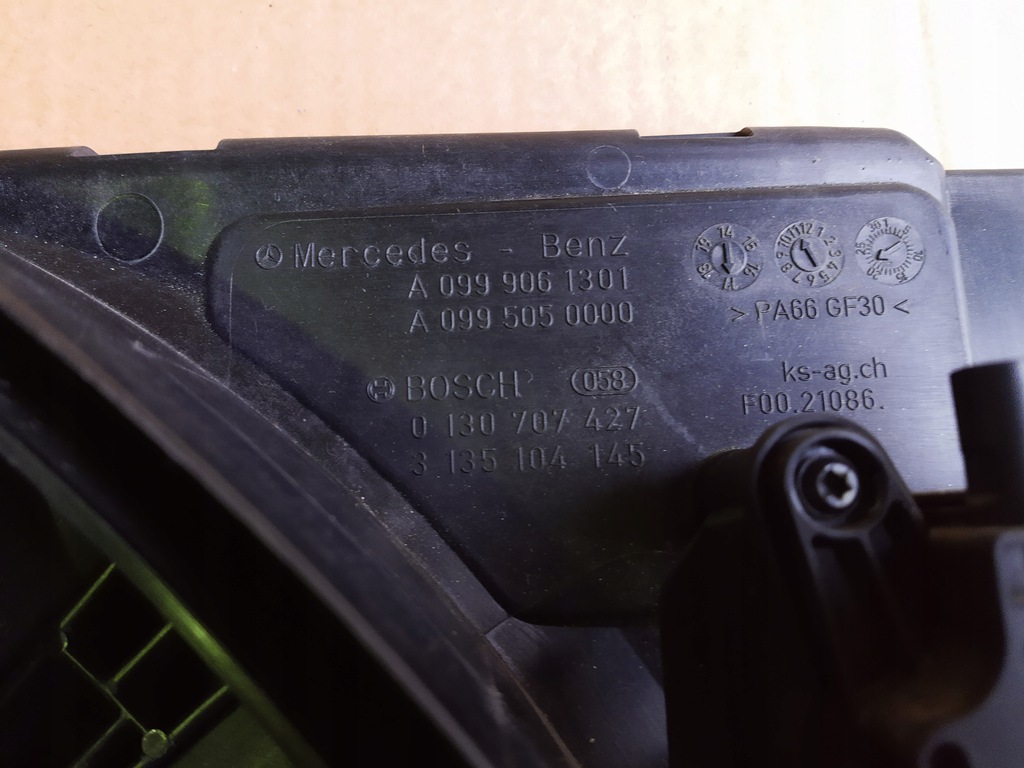 Mercedes - Benz
A 099 906 1301
A 099 505 0000
> PA66 GF30 <
BOSCH 058
0 130 707 427
3 135 104 145
ks-ag.ch
F00.21086.